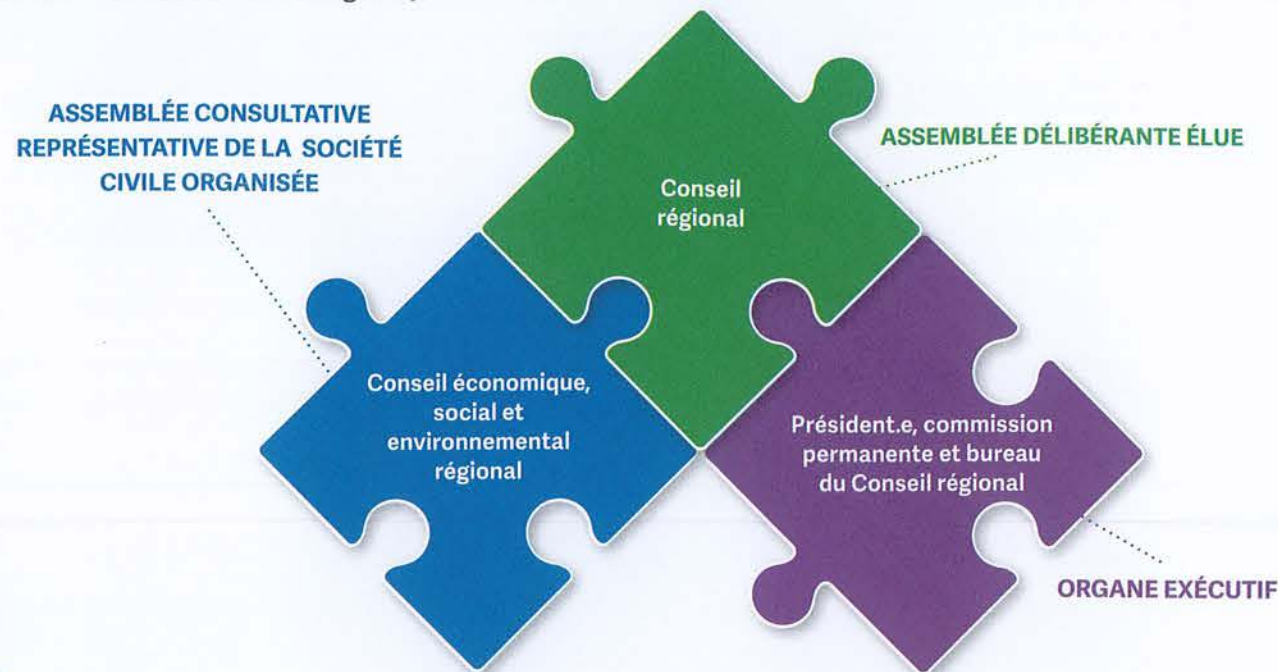 ASSEMBLÉE CONSULTATIVE
REPRÉSENTATIVE DE LA SOCIÉTÉ
CIVILE ORGANISÉE
ASSEMBLÉE DÉLIBÉRANTE ÉLUE
Conseil
régional
Conseil économique,
social et
environnemental
régional
Président.e, commission
permanente et bureau
du Conseil régional
ORGANE EXÉCUTIF